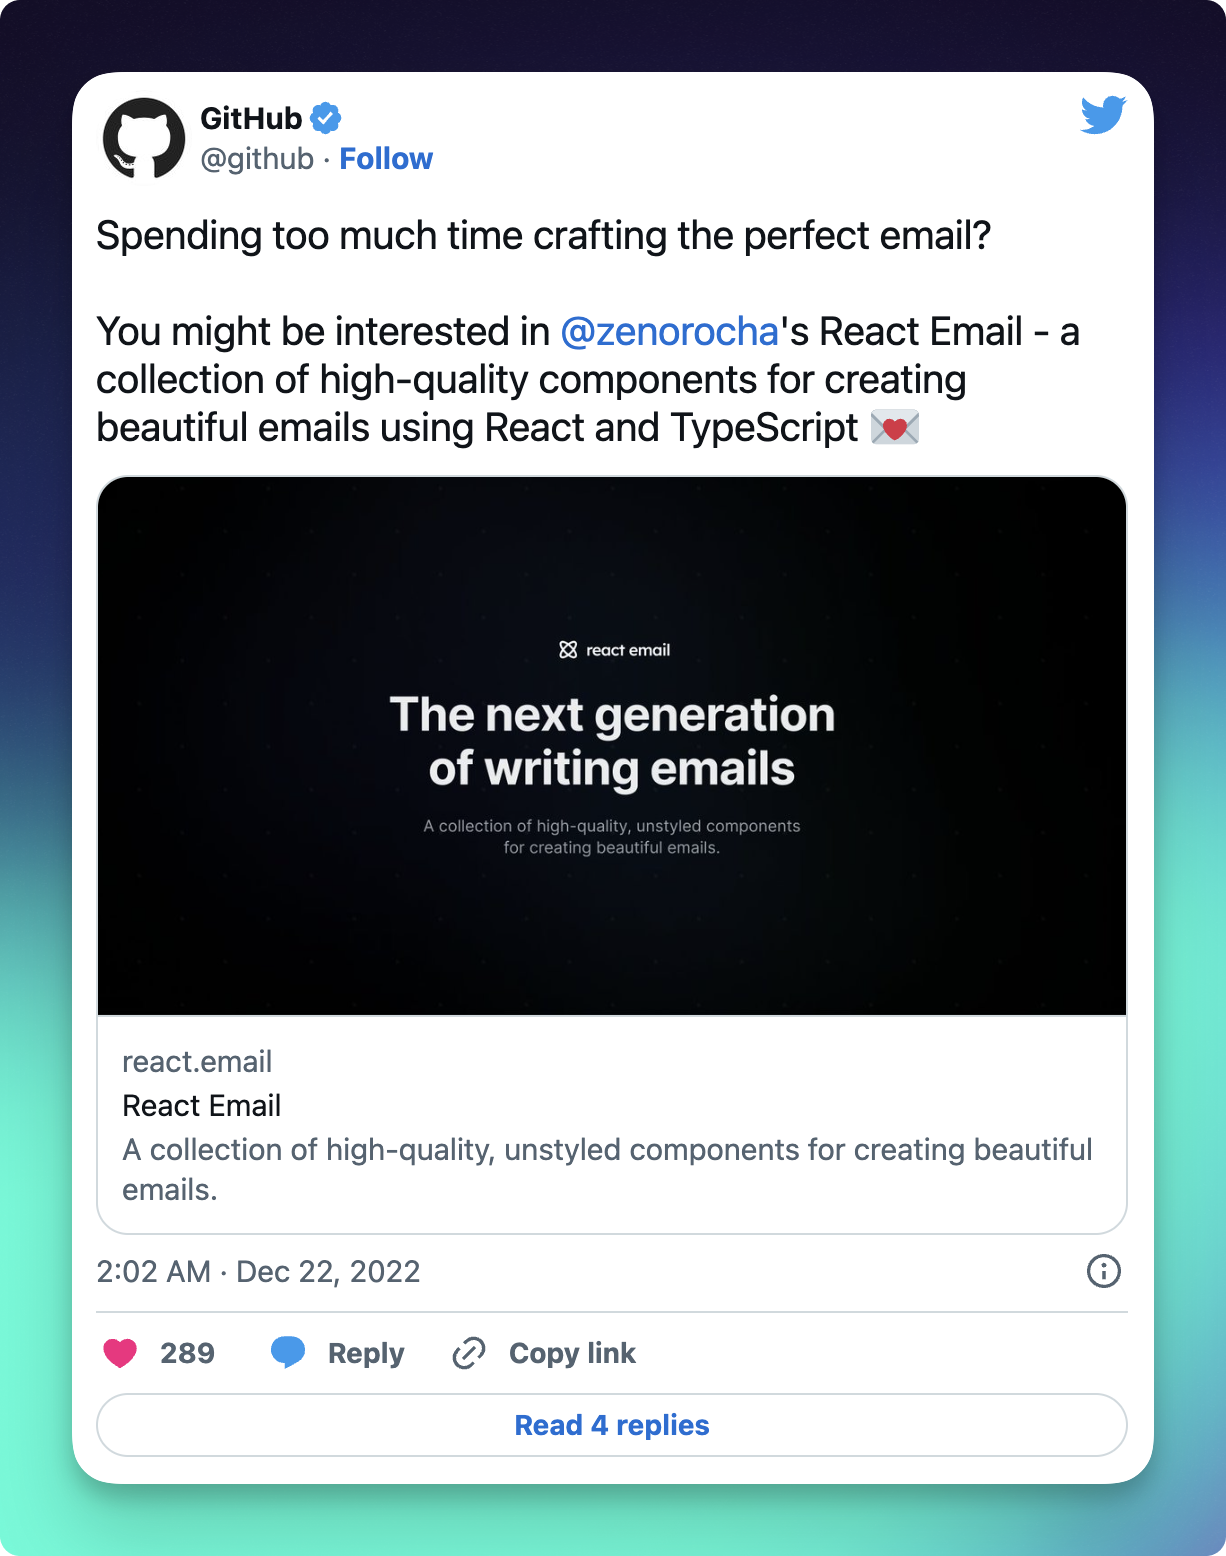 GitHub
@github · Follow
Spending too much time crafting the perfect email?
You might be interested in @zenorocha's React Email - a
collection of high-quality components for creating
beautiful emails using React and TypeScript 💌
react email
The next generation
of writing emails
A collection of high-quality, unstyled components
for creating beautiful emails.
react.email
React Email
A collection of high-quality, unstyled components for creating beautiful
emails.
2:02 AM · Dec 22, 2022
289 Reply Copy link
Read 4 replies